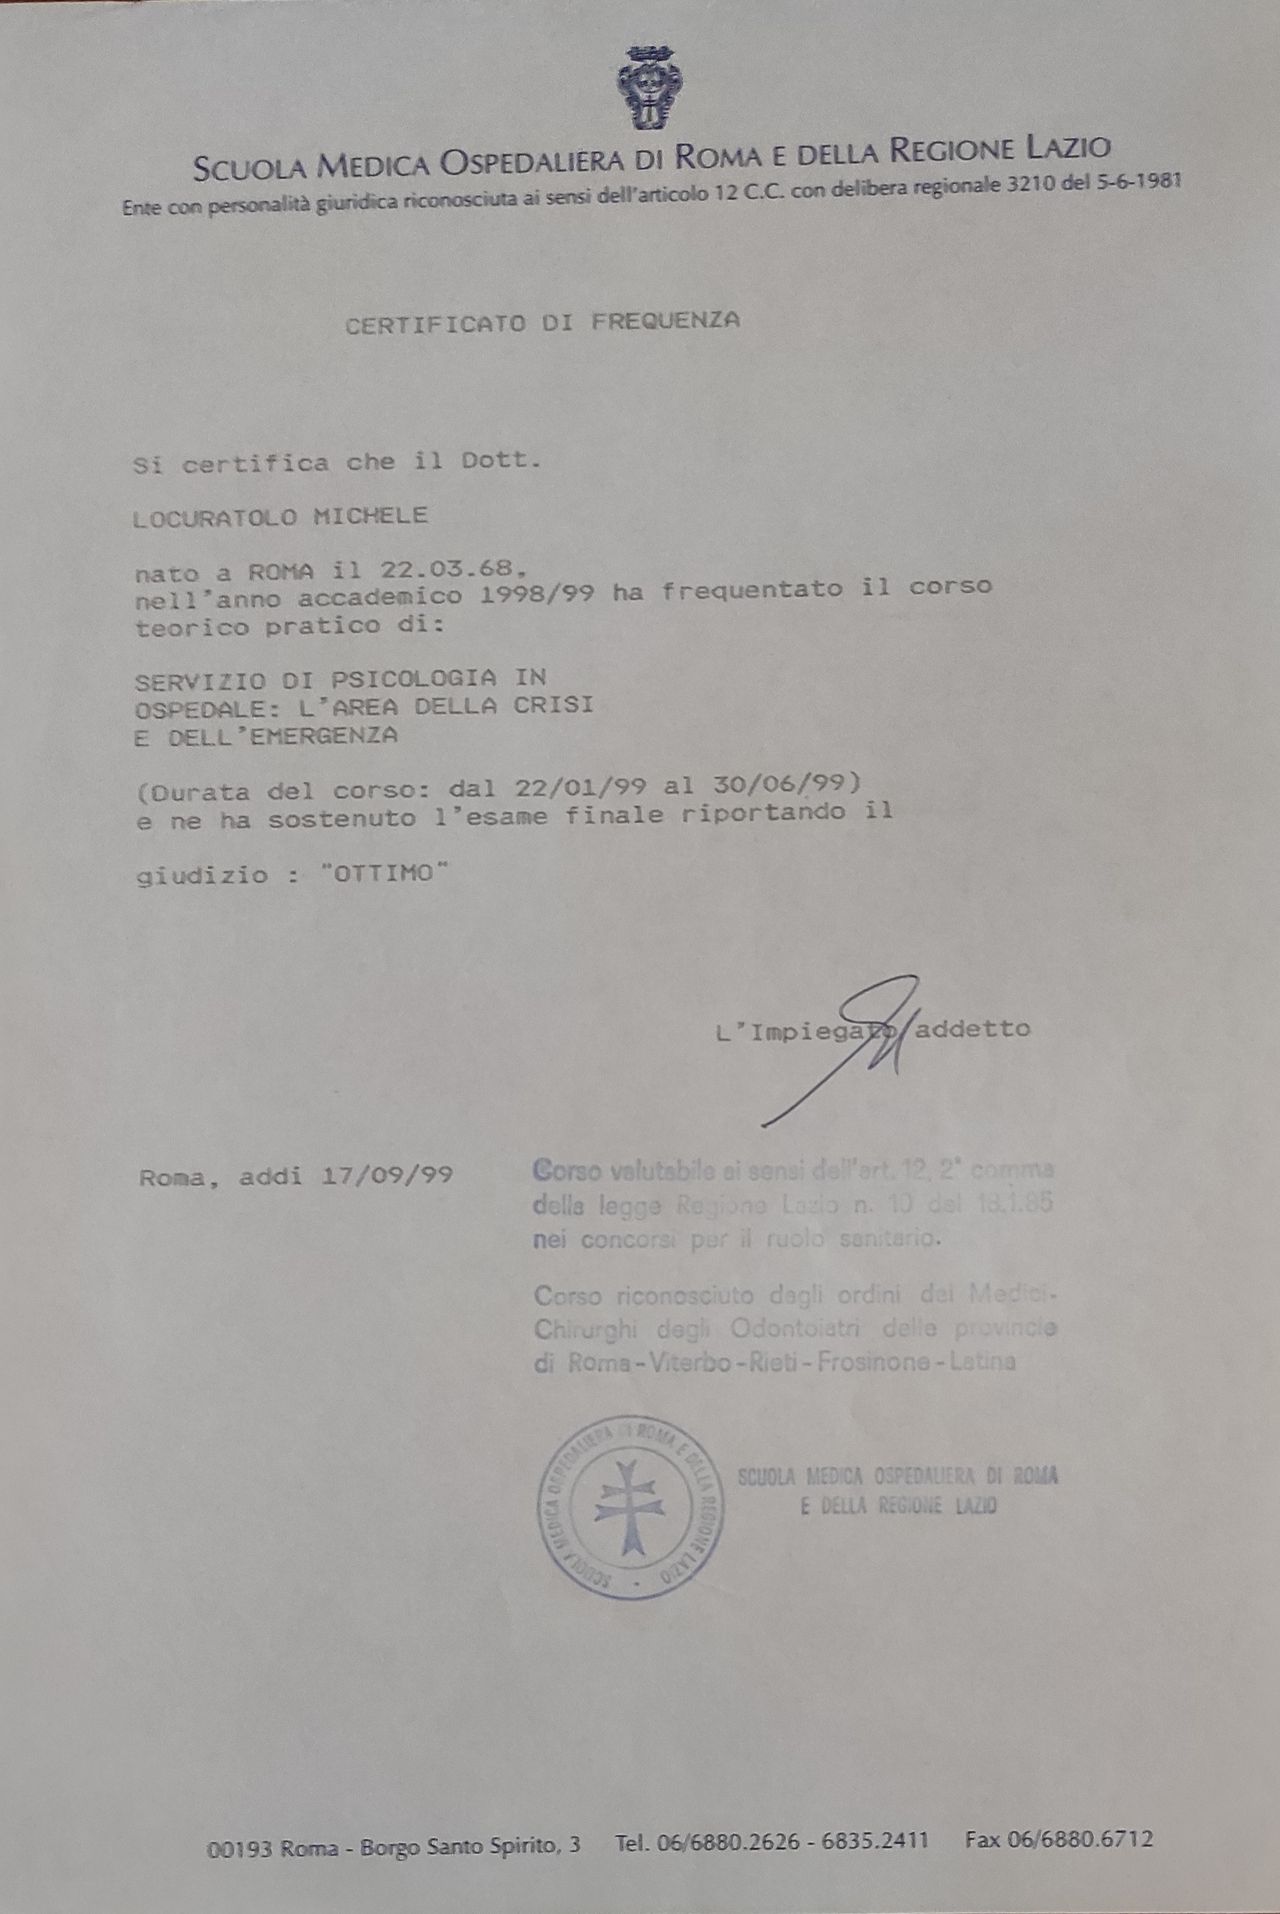 SCUOLA MEDICA OSPEDALIERA DI ROMA E DELLA REGIONE LAZIO
Ente con personalità giuridica riconosciuta ai sensi dell'articolo 12 C.C. con delibera regionale 3210 del 5-6-1981
CERTIFICATO DI FREQUENZA
Si certifica che il Dott.
LOCURATOLO MICHELE
nato a ROMA il 22.03.68,
nell'anno accademico 1998/99 ha frequentato il corso
teorico pratico di:
SERVIZIO DI PSICOLOGIA IN
OSPEDALE: L'AREA DELLA CRISI
E DELL'EMERGENZA
(Durata del corso: dal 22/01/99 al 30/06/99)
e ne ha sostenuto l'esame finale riportando il
giudizio : "OTTIMO"
L'Impiegato addetto
Roma, addi 17/09/99
Corso valutabile ai sensi dell'art. 12, 2° comma
della legge Regione Lazio n. 10 del 18.1.85
nei concorsi per il ruolo sanitario.
Corso riconosciuto dagli ordini dei Medici-
Chirurghi degli Odontoiatri delle provincie
di Roma-Viterbo-Rieti-Frosinone-Latina
SCUOLA MEDICA OSPEDALIERA DI ROMA E DELLA REGIONE LAZIO
SCUOLA MEDICA OSPEDALIERA DI ROMA
E DELLA REGIONE LAZIO
00193 Roma - Borgo Santo Spirito, 3 Tel. 06/6880.2626 - 6835.2411 Fax 06/6880.6712